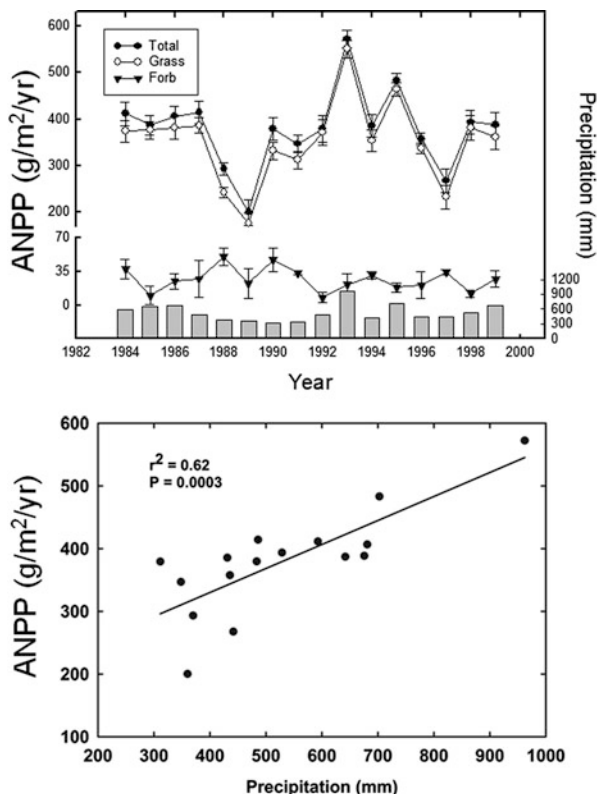 600
500
400
300
200
70
35
0
ANPP (g/m²/yr)
Total
Grass
Forb
Precipitation (mm)
1200
900
600
300
0
1982 1984 1986 1988 1990 1992 1994 1996 1998 2000
Year
600
500
400
300
200
100
ANPP (g/m²/yr)
r² = 0.62
P = 0.0003
200 300 400 500 600 700 800 900 1000
Precipitation (mm)